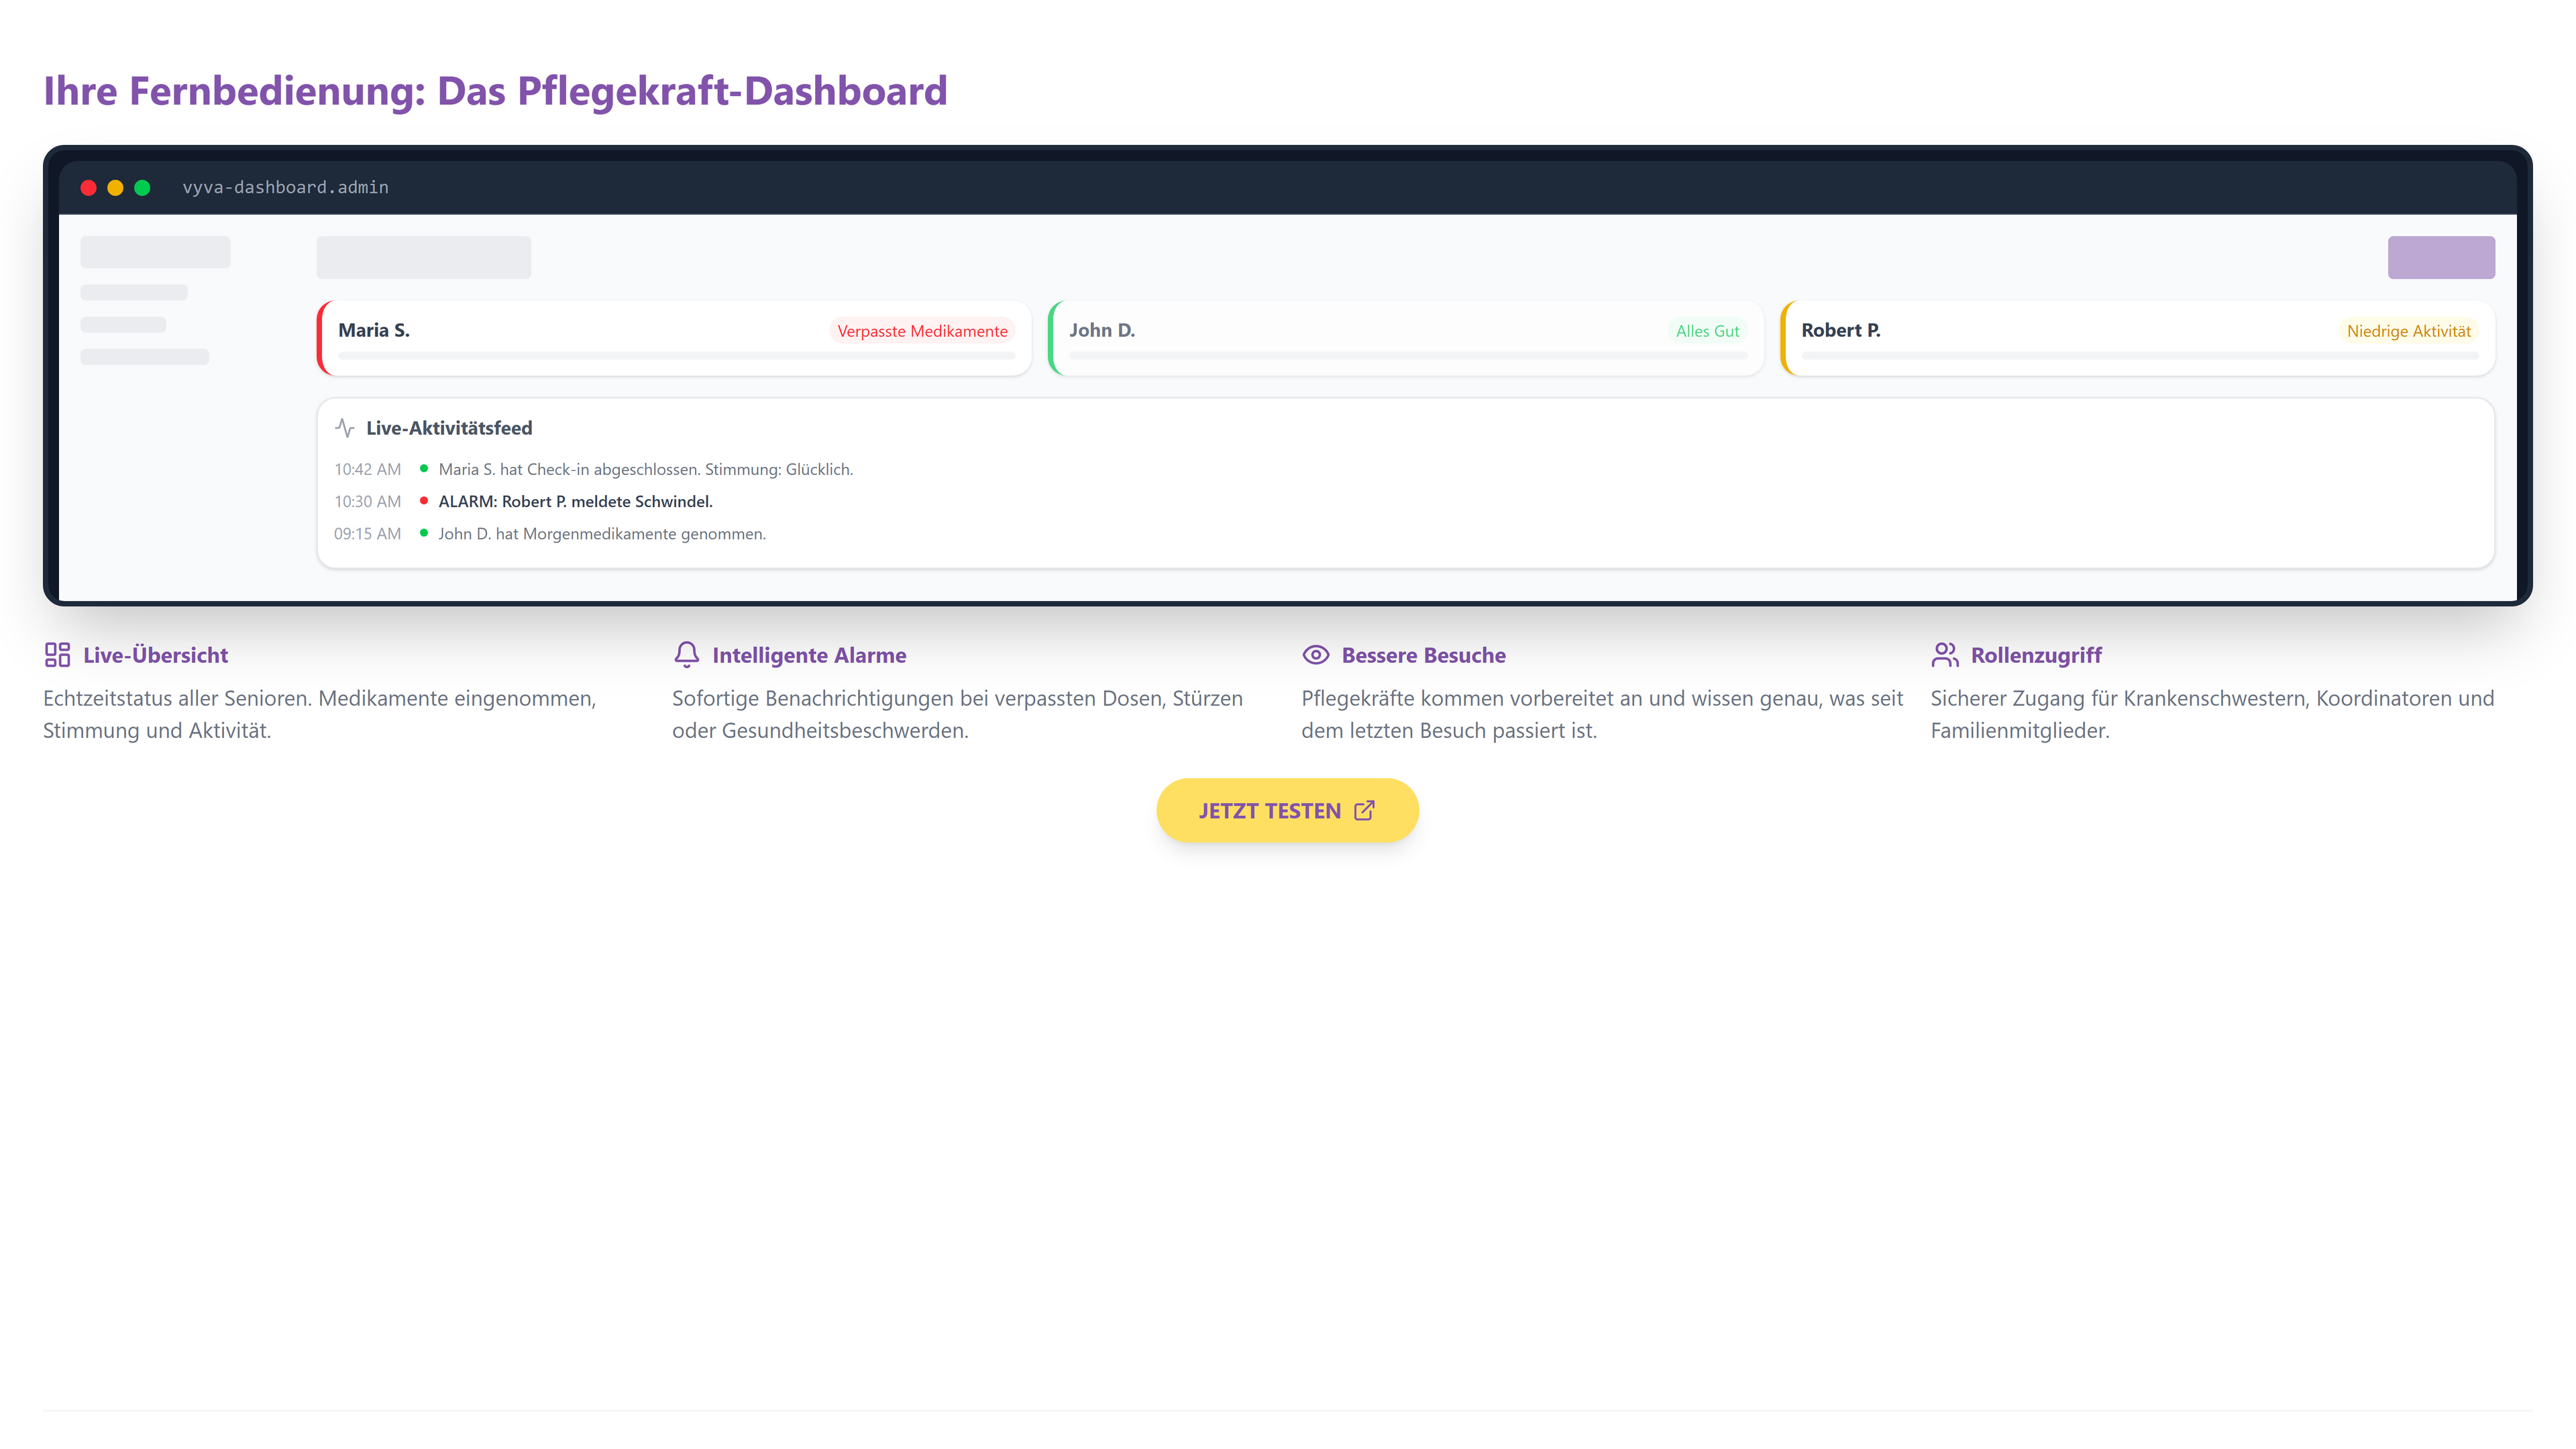 Ihre Fernbedienung: Das Pflegekraft-Dashboard
vyva-dashboard.admin
Maria S.
Verpasste Medikamente
John D.
Alles Gut
Robert P.
Niedrige Aktivität
Live-Aktivitätsfeed
10:42 AM Maria S. hat Check-in abgeschlossen. Stimmung: Glücklich.
10:30 AM ALARM: Robert P. meldete Schwindel.
09:15 AM John D. hat Morgenmedikamente genommen.
Live-Übersicht
Echtzeitstatus aller Senioren. Medikamente eingenommen,
Stimmung und Aktivität.
Intelligente Alarme
Sofortige Benachrichtigungen bei verpassten Dosen, Stürzen
oder Gesundheitsbeschwerden.
Bessere Besuche
Pflegekräfte kommen vorbereitet an und wissen genau, was seit
dem letzten Besuch passiert ist.
Rollenzugriff
Sicherer Zugang für Krankenschwestern, Koordinatoren und
Familienmitglieder.
JETZT TESTEN